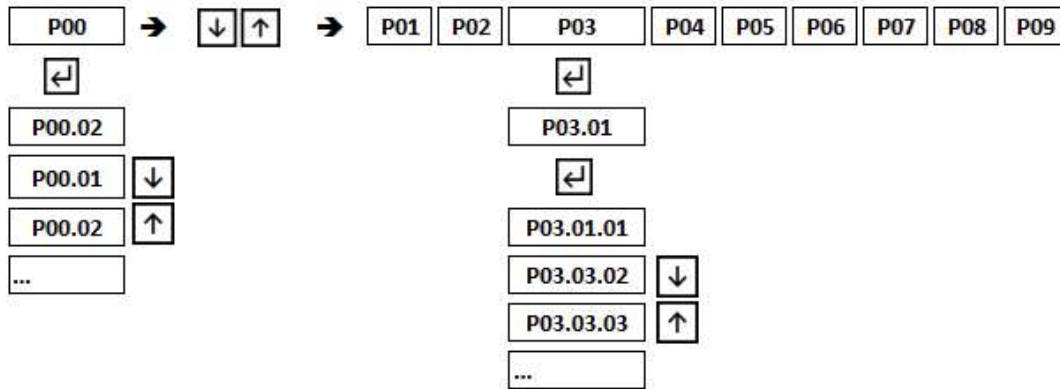 P00 ➔ ↓ ↑ ➔ P01 P02 P03 P04 P05 P06 P07 P08 P09
↵ ↵
P00.02 P03.01
P00.01 ↓ ↵
P00.02 ↑ P03.01.01
... P03.03.02 ↓
P03.03.03 ↑
...